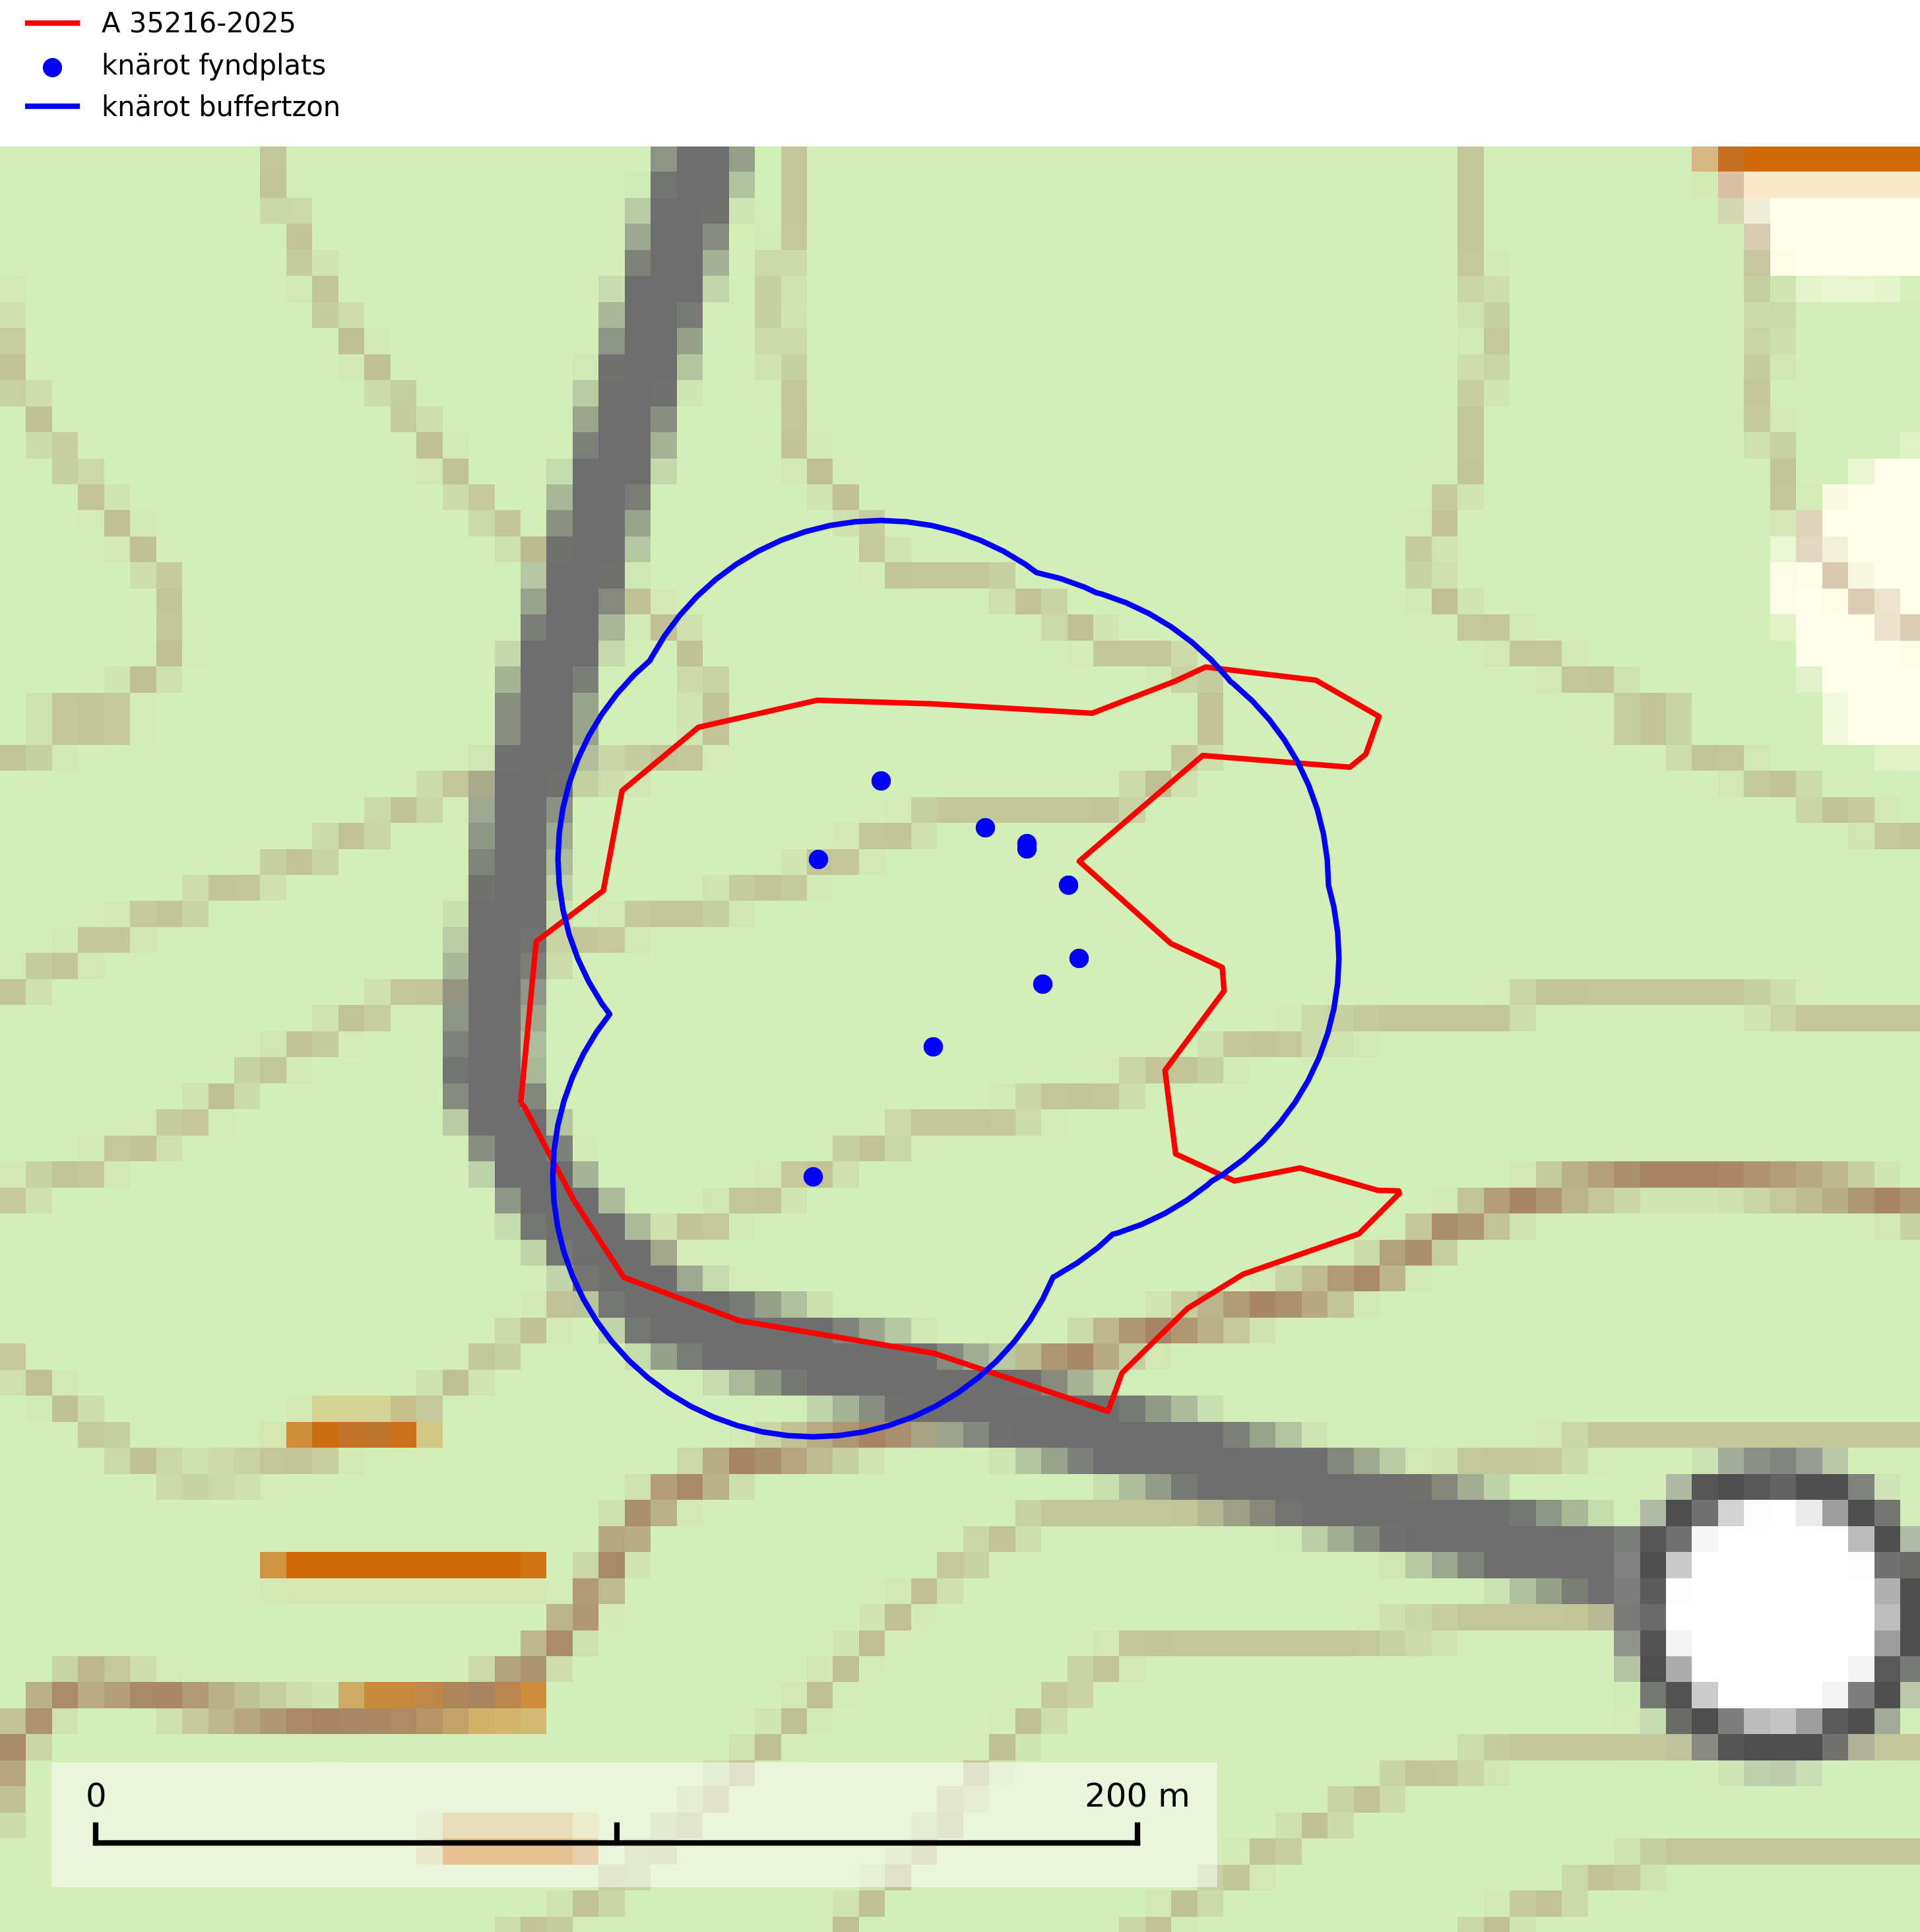 A 35216-2025
knärot fyndplats
knärot buffertzon
0
200 m